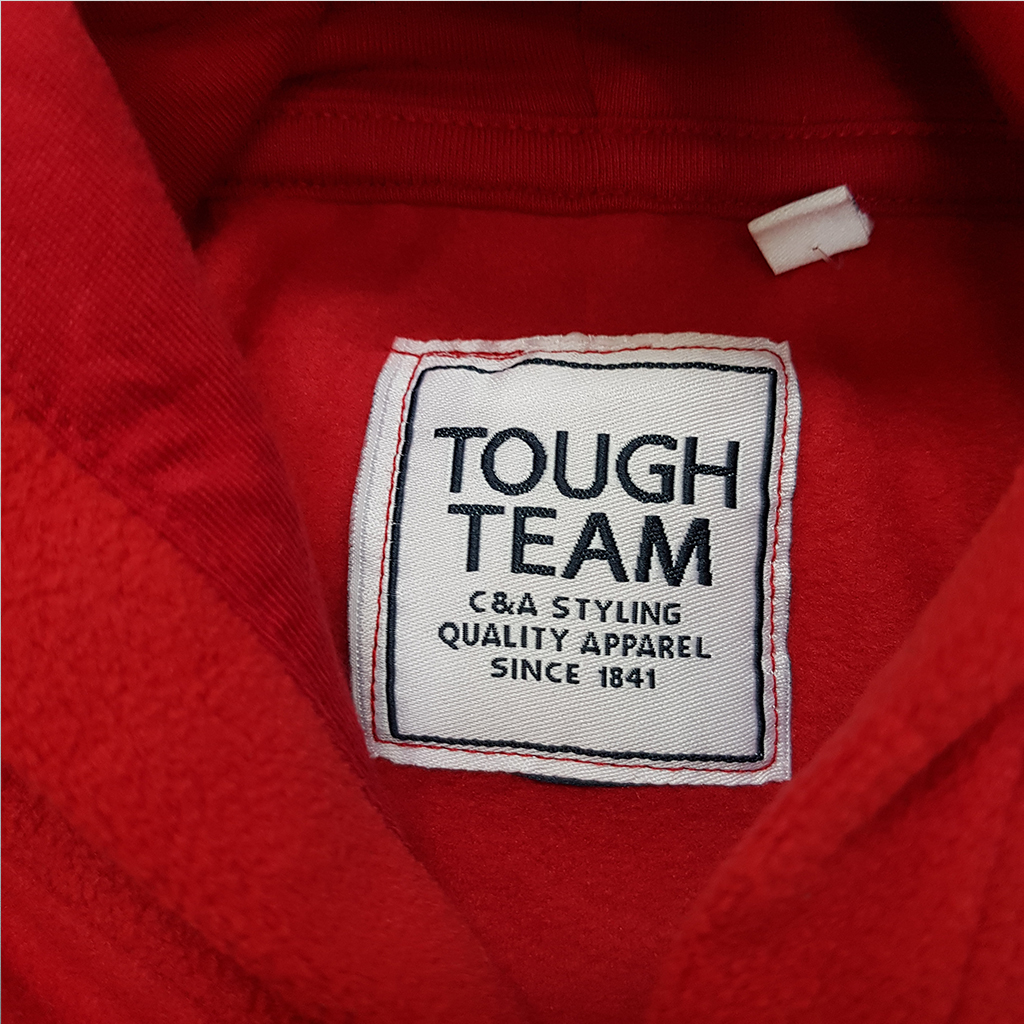 TOUGH
TEAM
C&A STYLING
QUALITY APPAREL
SINCE 1841